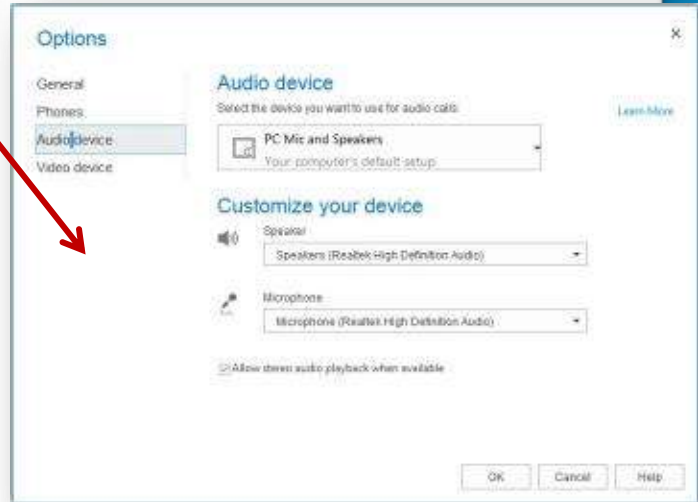 Options
General
Phones
Audio device
Video device
Audio device
Select the device you want to use for audio calls.
Learn More
PC Mic and Speakers
Your computer's default setup
Customize your device
Speaker
Speakers (Realtek High Definition Audio)
Microphone
Microphone (Realtek High Definition Audio)
Allow stereo audio playback when available
OK
Cancel
Help